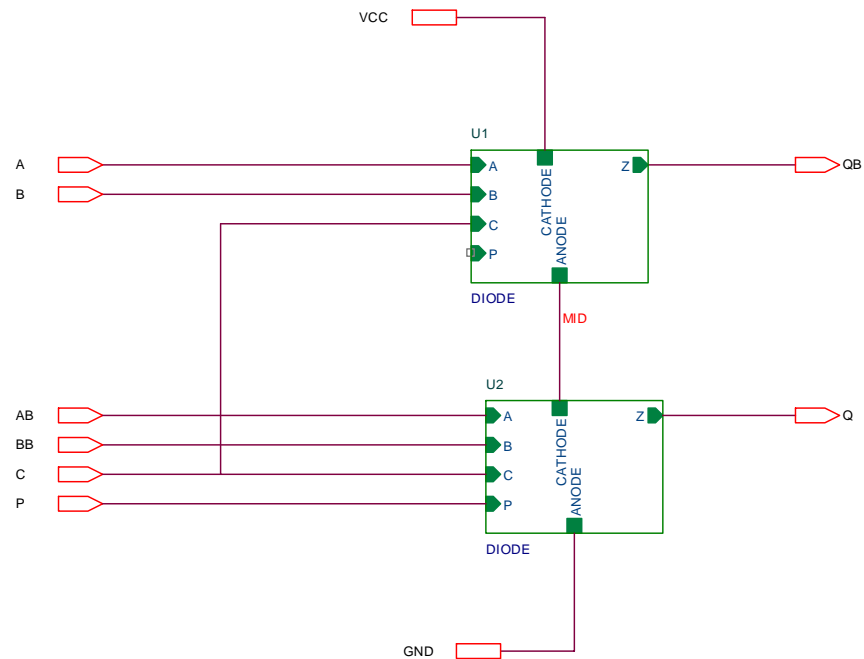 VCC
U1
A
A
Z
QB
B
B
C
P
CATHODE
ANODE
DIODE
MID
U2
AB
A
Z
Q
BB
B
C
C
P
P
CATHODE
ANODE
DIODE
GND